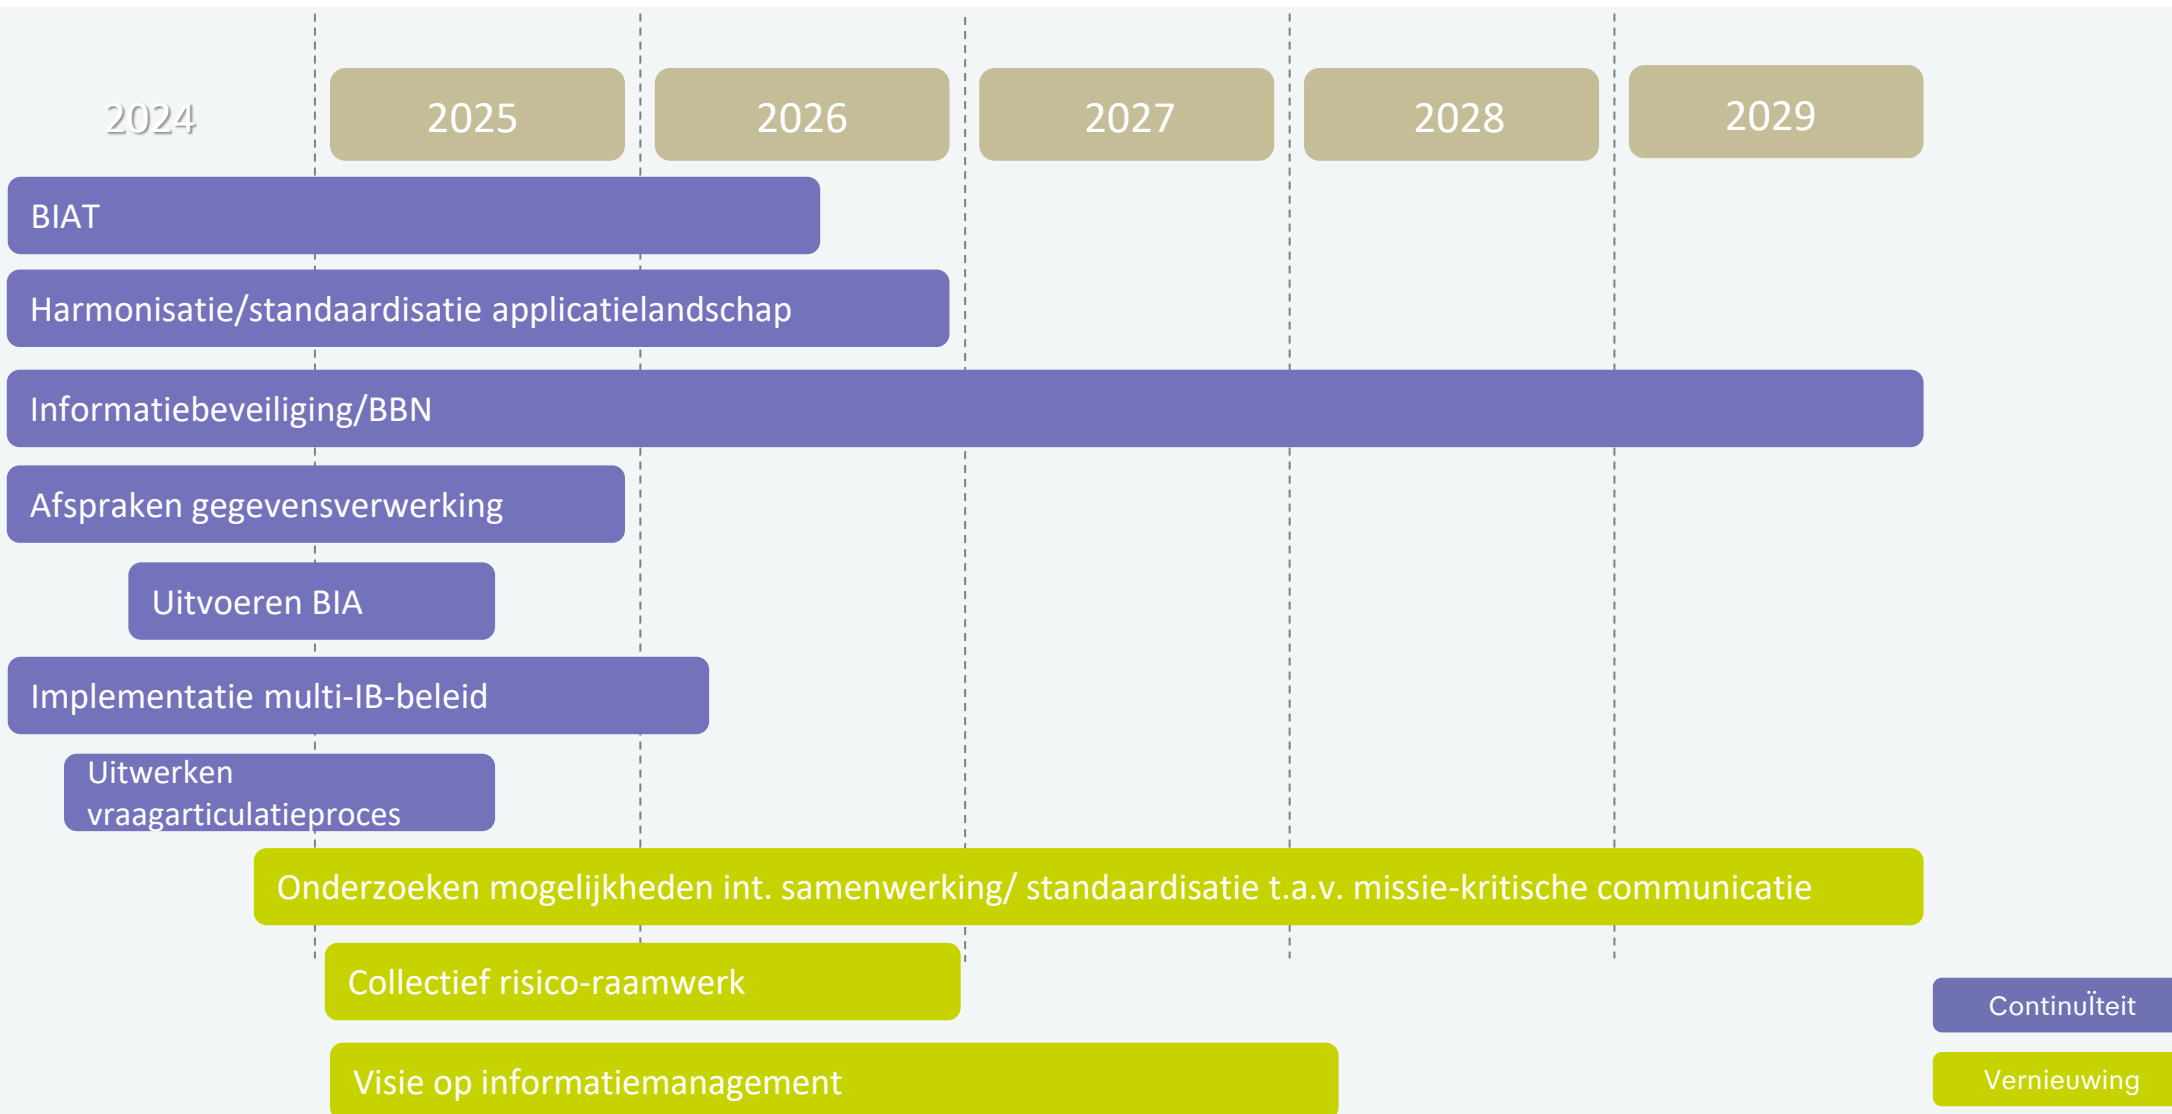 2024
2025
2026
2027
2028
2029
BIAT
Harmonisatie/standaardisatie applicatielandschap
Informatiebeveiliging/BBN
Afspraken gegevensverwerking
Uitvoeren BIA
Implementatie multi-IB-beleid
Uitwerken
vraagarticulatieproces
Onderzoeken mogelijkheden int. samenwerking/ standaardisatie t.a.v. missie-kritische communicatie
Collectief risico-raamwerk
Visie op informatiemanagement
ContinuÏteit
Vernieuwing